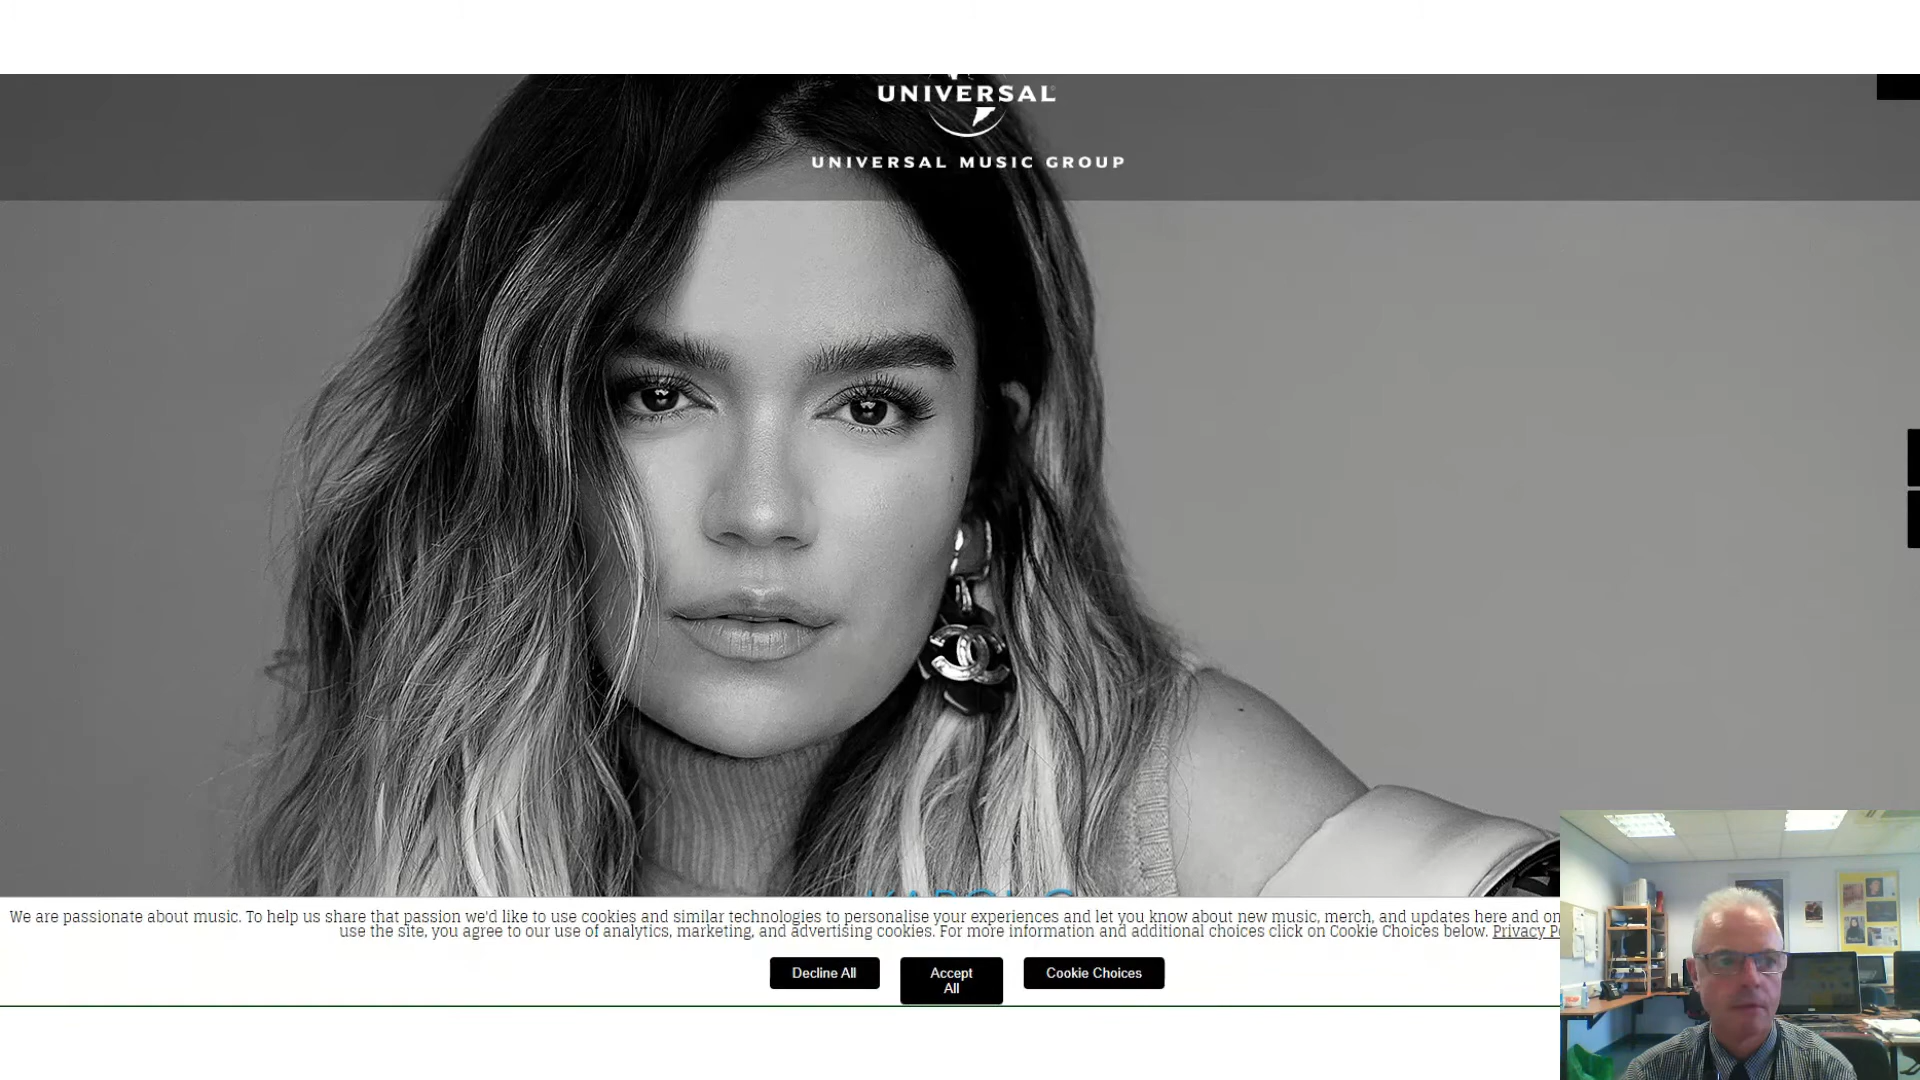 UNIVERSAL
UNIVERSAL MUSIC GROUP
We are passionate about music. To help us share that passion we'd like to use cookies and similar technologies to personalise your experiences and let you know about new music, merch, and updates here and on
use the site, you agree to our use of analytics, marketing, and advertising cookies. For more information and additional choices click on Cookie Choices below. Privacy
Decline All
Accept
All
Cookie Choices